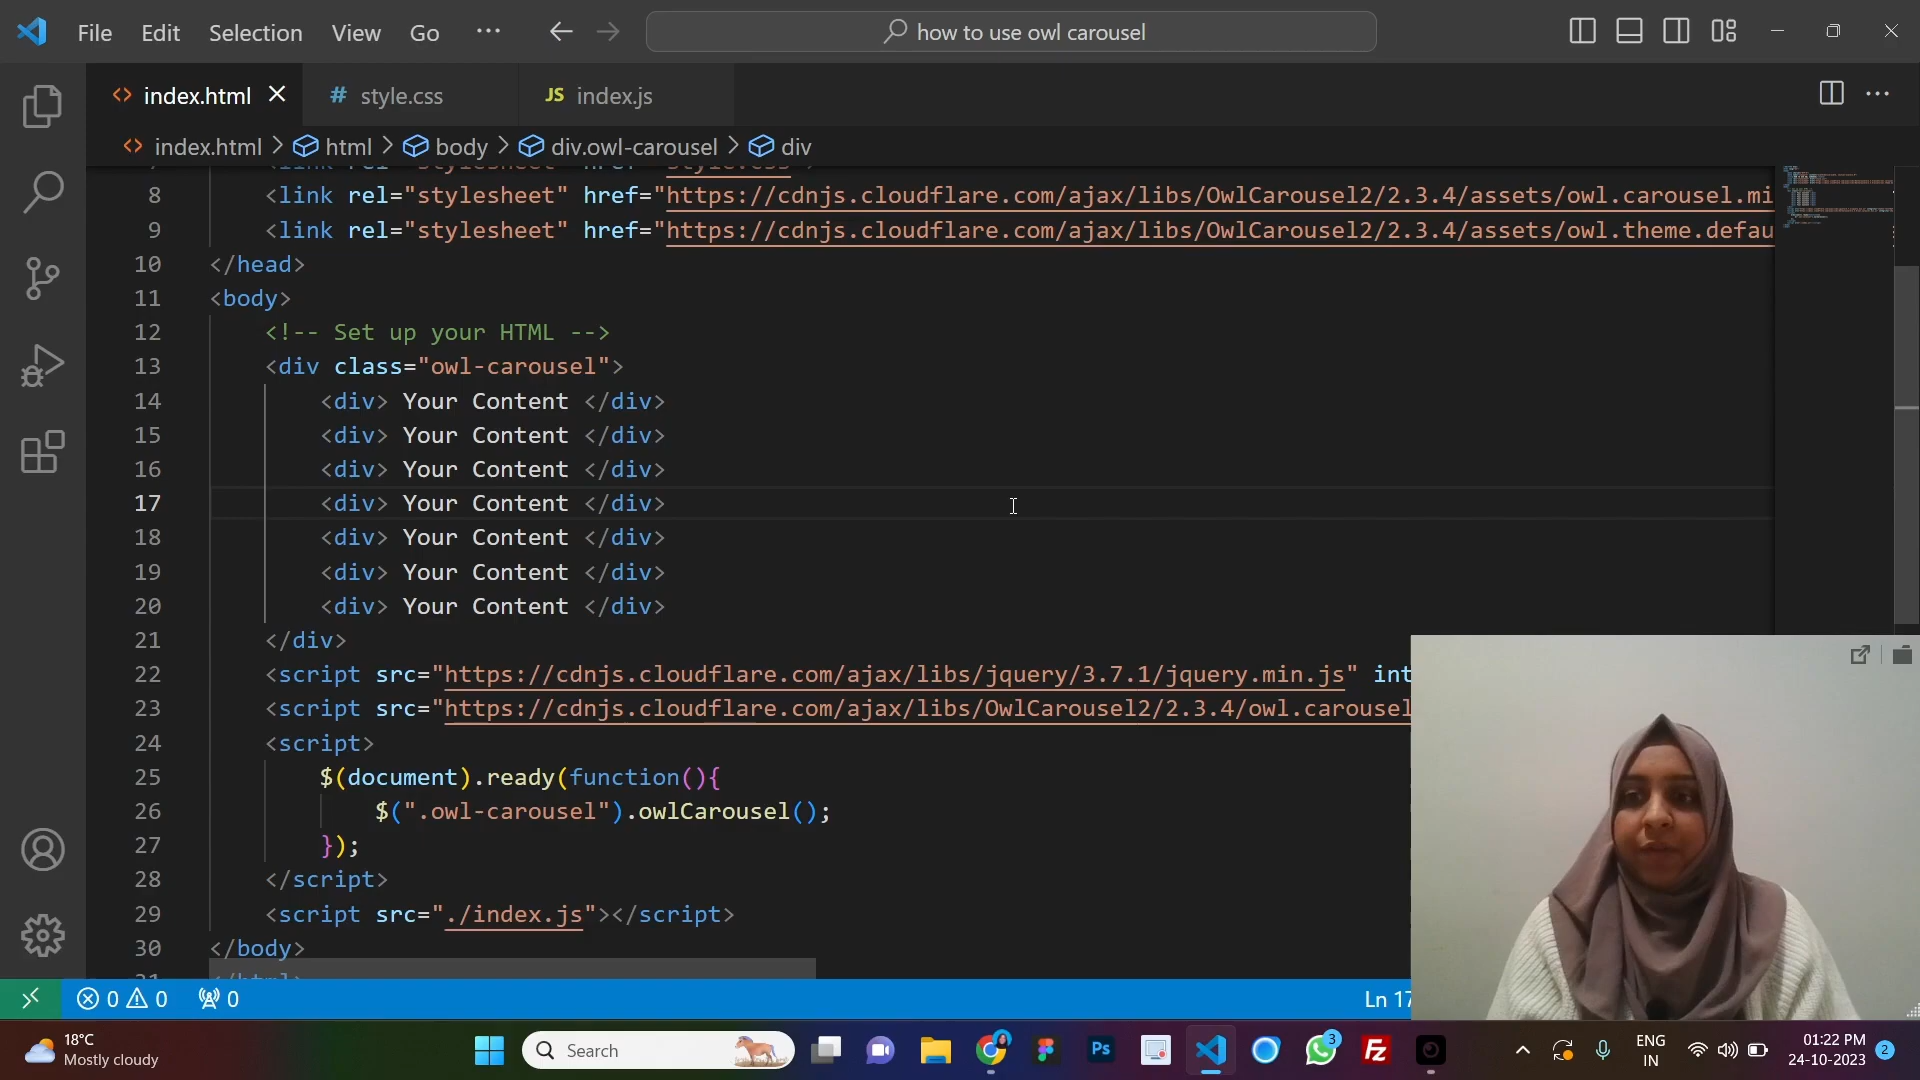 File Edit Selection View Go ··· how to use owl carousel
index.html style.css JS index.js
index.html > html > body > div.owl-carousel > div
8 <link rel="stylesheet" href="https://cdnjs.cloudflare.com/ajax/libs/OwlCarousel2/2.3.4/assets/owl.carousel.mi
9 <link rel="stylesheet" href="https://cdnjs.cloudflare.com/ajax/libs/OwlCarousel2/2.3.4/assets/owl.theme.defau
10 </head>
11 <body>
12 <!-- Set up your HTML -->
13 <div class="owl-carousel">
14 <div> Your Content </div>
15 <div> Your Content </div>
16 <div> Your Content </div>
17 <div> Your Content </div>
18 <div> Your Content </div>
19 <div> Your Content </div>
20 <div> Your Content </div>
21 </div>
22 <script src="https://cdnjs.cloudflare.com/ajax/libs/jquery/3.7.1/jquery.min.js" int
23 <script src="https://cdnjs.cloudflare.com/ajax/libs/OwlCarousel2/2.3.4/owl.carousel
24 <script>
25 $(document).ready(function(){
26 $(".owl-carousel").owlCarousel();
27 });
28 </script>
29 <script src="./index.js"></script>
30 </body>
0 0 0 Ln 17
18°C
Mostly cloudy
Search
Ps
3
Fz
ENG
IN
01:22 PM
24-10-2023
2